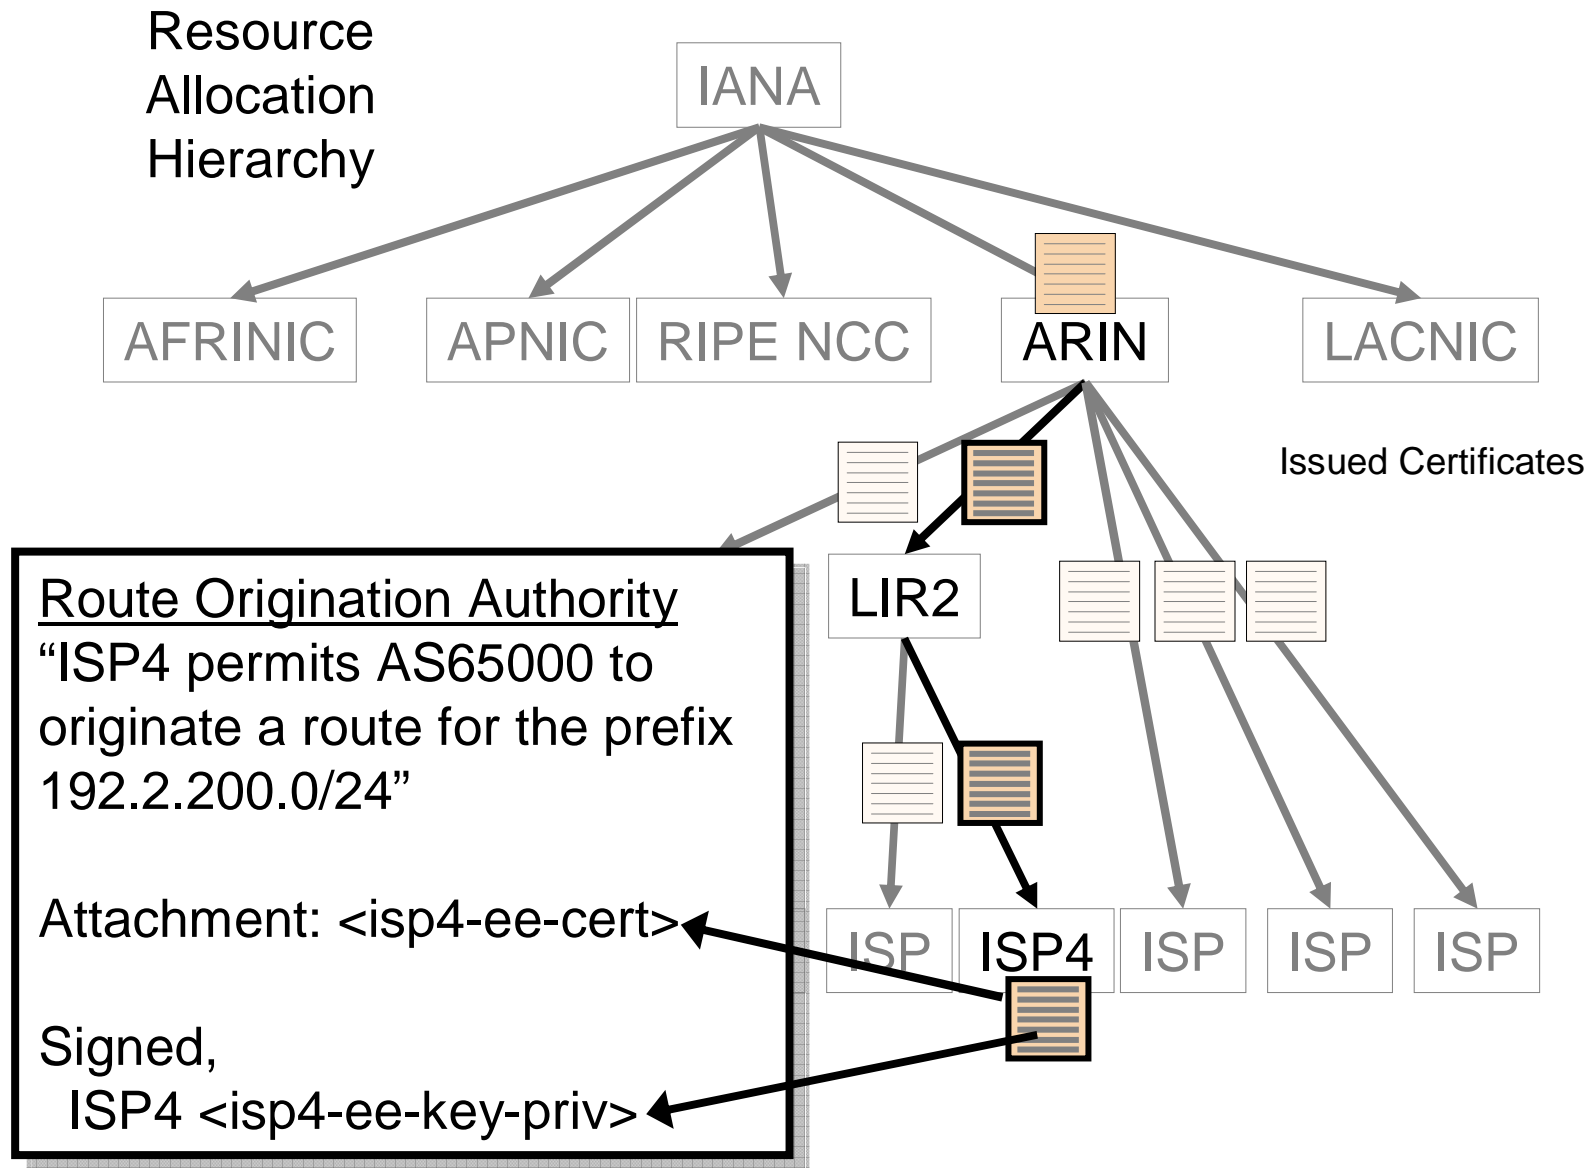 Resource
Allocation
Hierarchy
IANA
AFRINIC
APNIC
RIPE NCC
ARIN
LACNIC
Issued Certificates
LIR2
Route Origination Authority
“ISP4 permits AS65000 to
originate a route for the prefix
192.2.200.0/24”
Attachment: <isp4-ee-cert>
Signed,
ISP4 <isp4-ee-key-priv>
ISP
ISP4
ISP
ISP
ISP